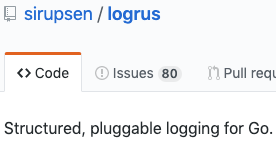 sirupsen / logrus
<> Code Issues 80 Pull requ
Structured, pluggable logging for Go.